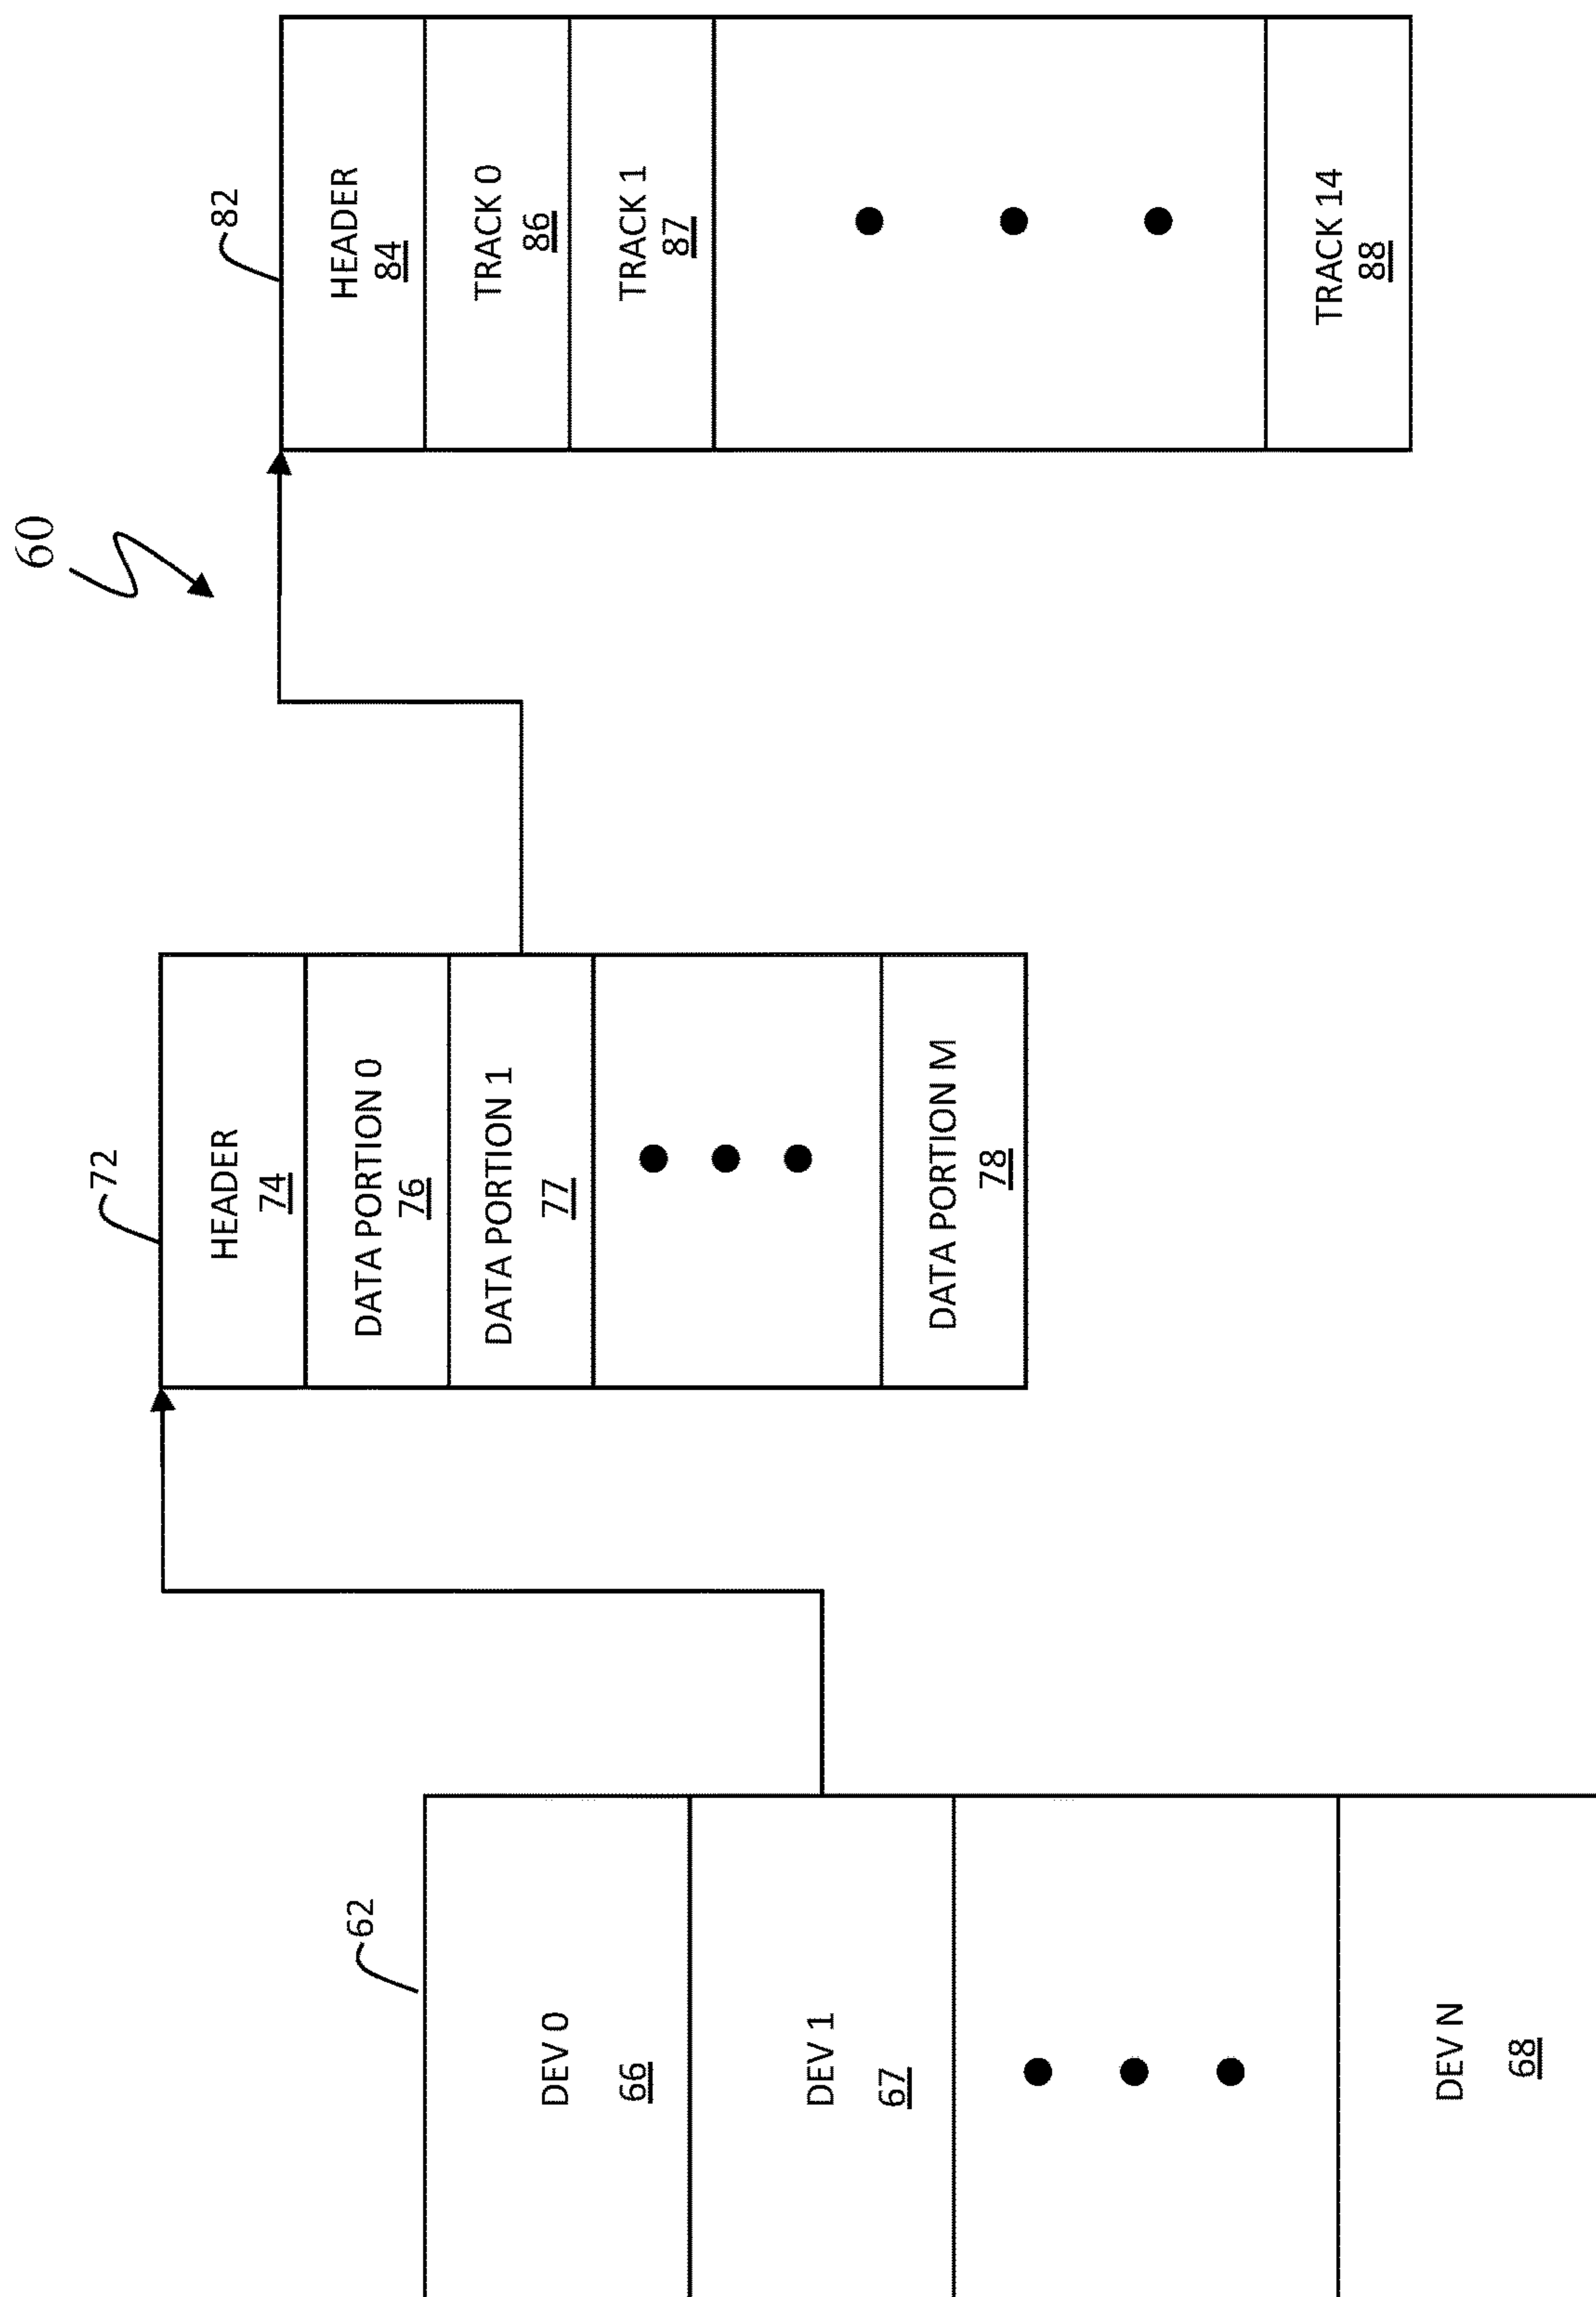 60
62
DEV 0
66
DEV 1
67
DEV N
68
72
HEADER
74
DATA PORTION 0
76
DATA PORTION 1
77
DATA PORTION M
78
82
HEADER
84
TRACK 0
86
TRACK 1
87
TRACK 14
88